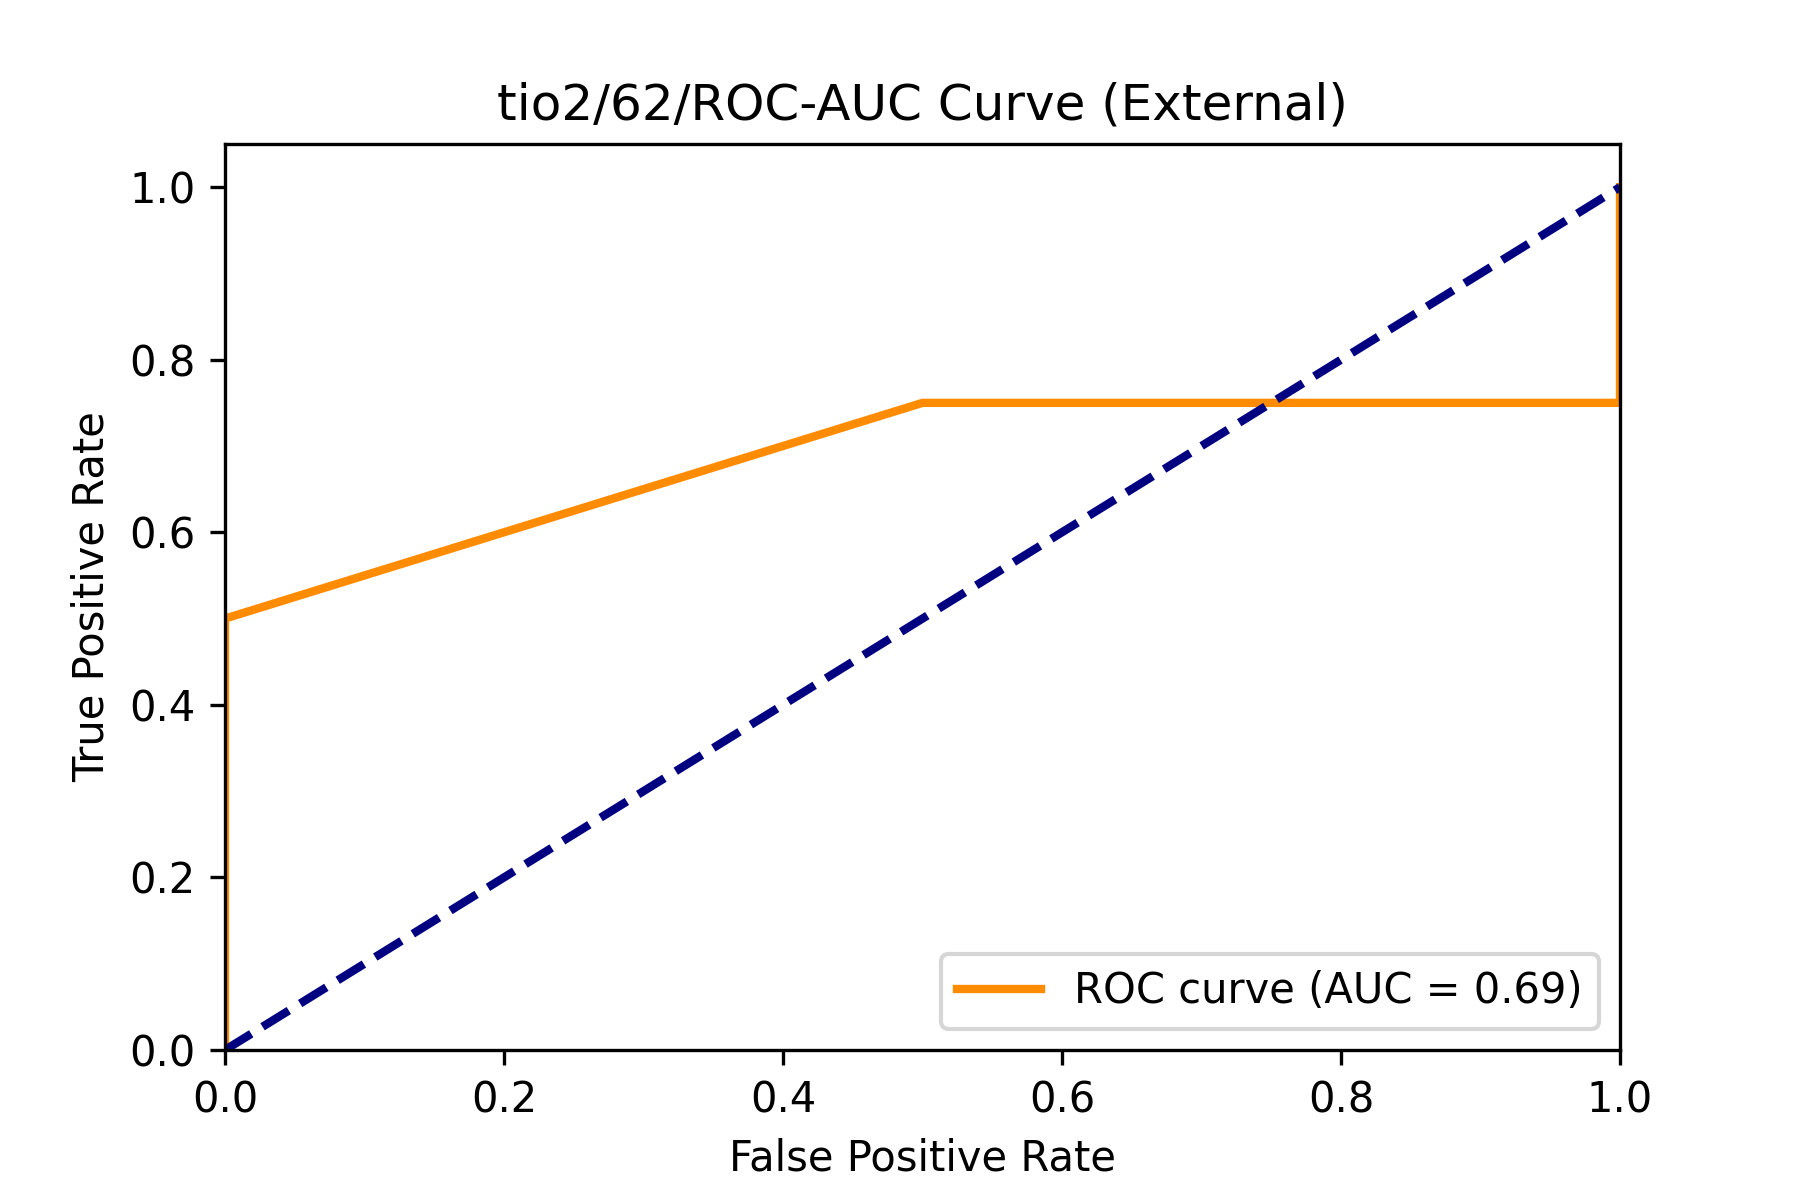 tio2/62/ROC-AUC Curve (External)
1.0
0.8
0.6
0.4
0.2
0.0
True Positive Rate
0.0 0.2 0.4 0.6 0.8 1.0
False Positive Rate
ROC curve (AUC = 0.69)